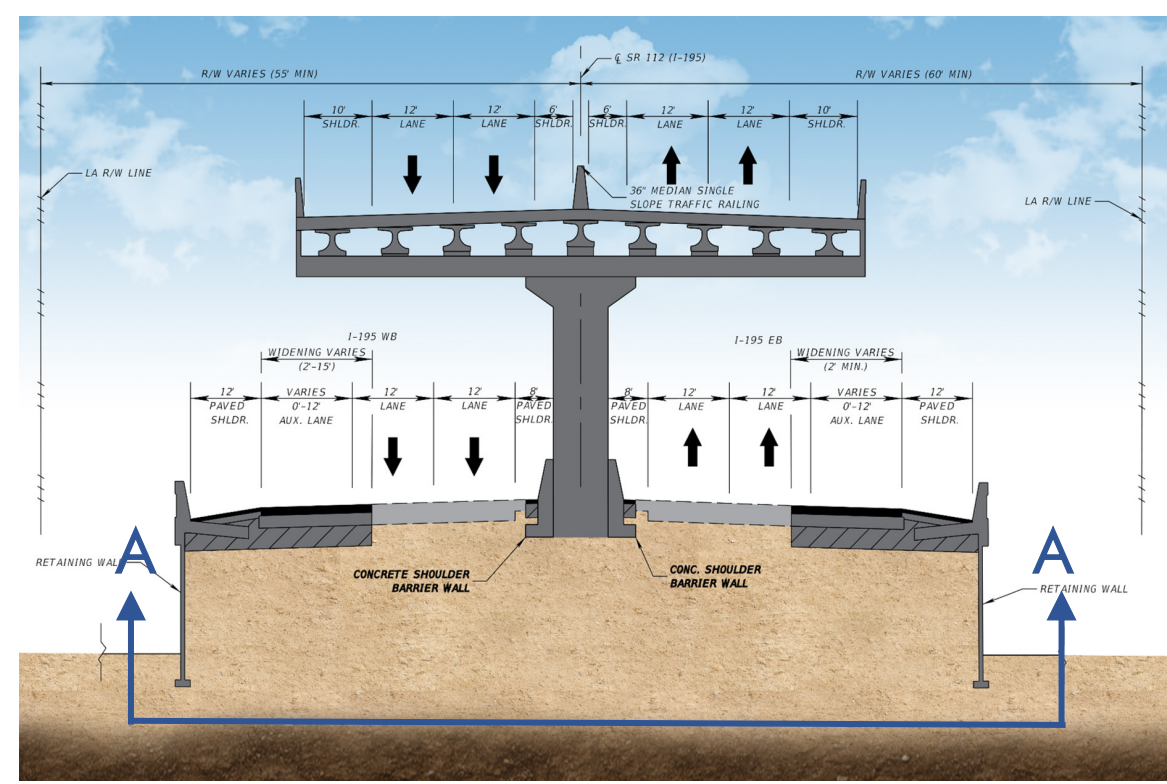 ℄ SR 112 (I-195)
R/W VARIES (55' MIN)
R/W VARIES (60' MIN)
10'
SHLDR.
12'
LANE
12'
LANE
6'
SHLDR.
6'
SHLDR.
12'
LANE
12'
LANE
10'
SHLDR.
LA R/W LINE
36" MEDIAN SINGLE
SLOPE TRAFFIC RAILING
LA R/W LINE
I-195 WB
WIDENING VARIES
(2'-15')
I-195 EB
WIDENING VARIES
(2' MIN.)
12'
PAVED
SHLDR.
VARIES
0'-12'
AUX. LANE
12'
LANE
12'
LANE
8'
PAVED
SHLDR.
8'
PAVED
SHLDR.
12'
LANE
12'
LANE
VARIES
0'-12'
AUX. LANE
12'
PAVED
SHLDR.
RETAINING WALL
A
CONCRETE SHOULDER
BARRIER WALL
CONC. SHOULDER
BARRIER WALL
A
RETAINING WALL